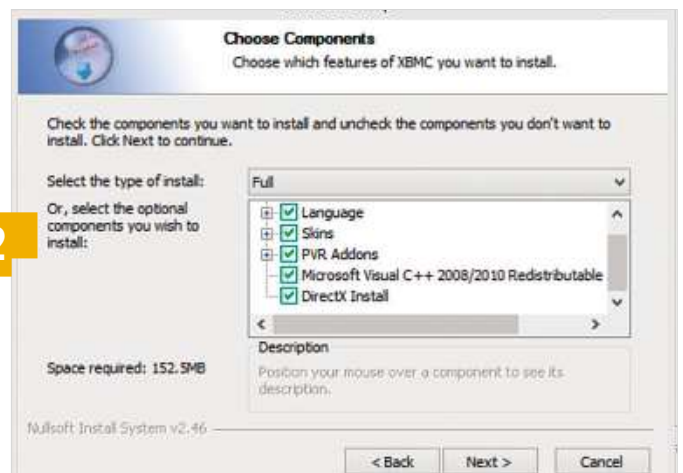 Choose Components
Choose which features of XBMC you want to install.
Check the components you want to install and uncheck the components you don't want to
install. Click Next to continue.
Select the type of install:
Full
Or, select the optional
components you wish to
install:
Language
Skins
PVR Addons
Microsoft Visual C++ 2008/2010 Redistributable
DirectX Install
2
Space required: 152.5MB
Description
Position your mouse over a component to see its
description.
Nullsoft Install System v2.46
< Back
Next >
Cancel